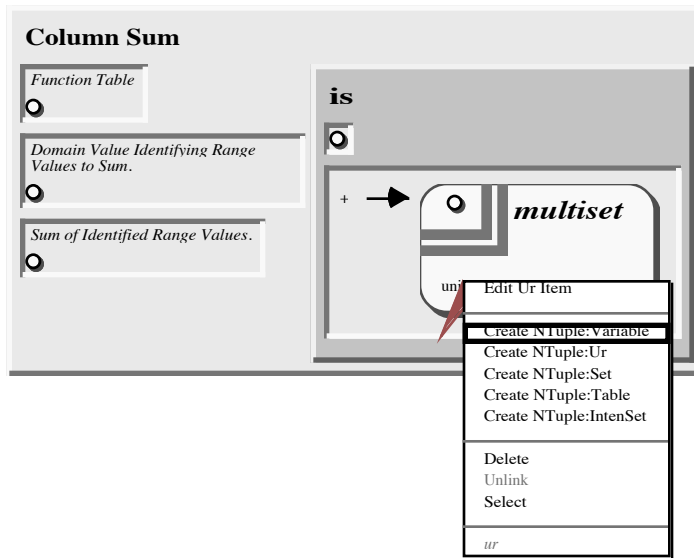 Column Sum
Function Table
Domain Value Identifying Range
Values to Sum.
Sum of Identified Range Values.
is
+
multiset
Edit Ur Item
Create NTuple:Variable
Create NTuple:Ur
Create NTuple:Set
Create NTuple:Table
Create NTuple:IntenSet
Delete
Unlink
Select
ur